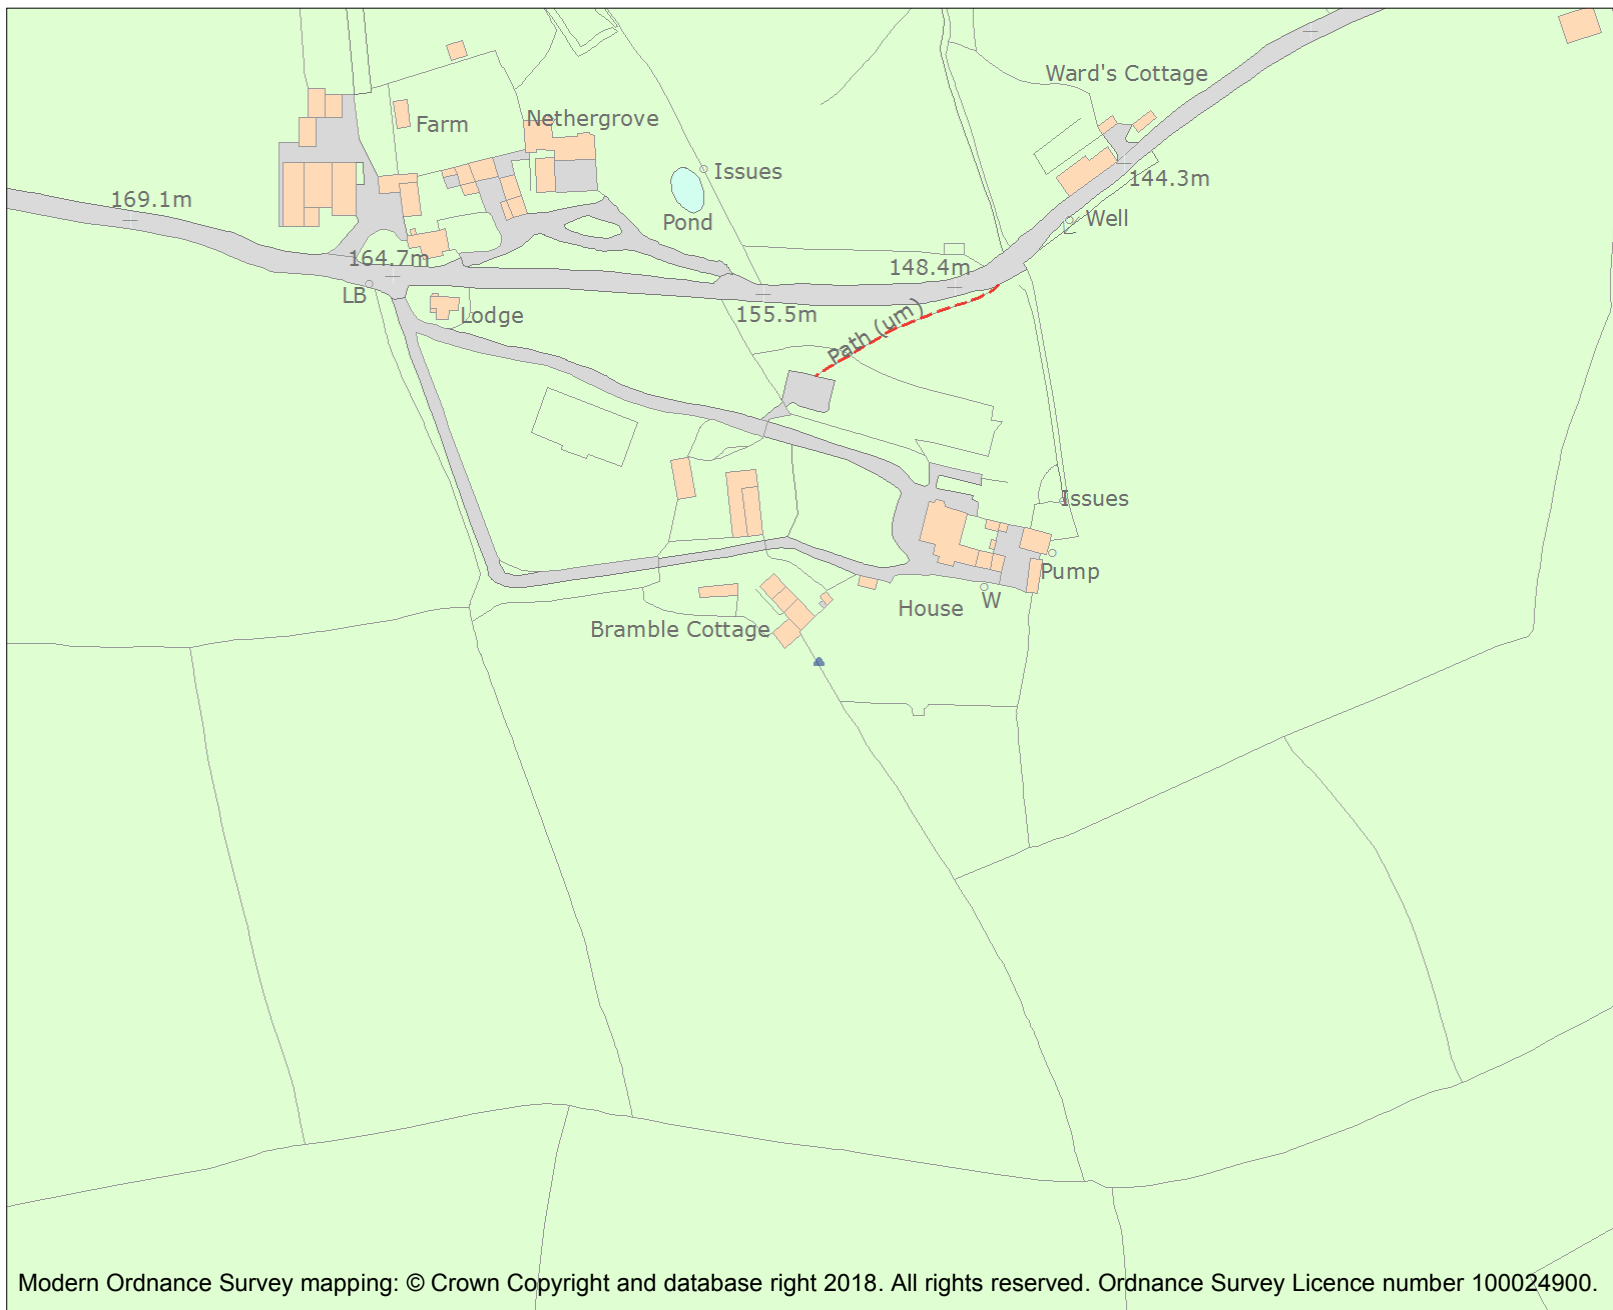 Ward's Cottage
Farm
Nethergrove
Issues
144.3m
169.1m
Pond
Well
164.7m
148.4m
LB
Lodge
155.5m
Path (um)
Issues
Pump
House
W
Bramble Cottage
Modern Ordnance Survey mapping: © Crown Copyright and database right 2018. All rights reserved. Ordnance Survey Licence number 100024900.